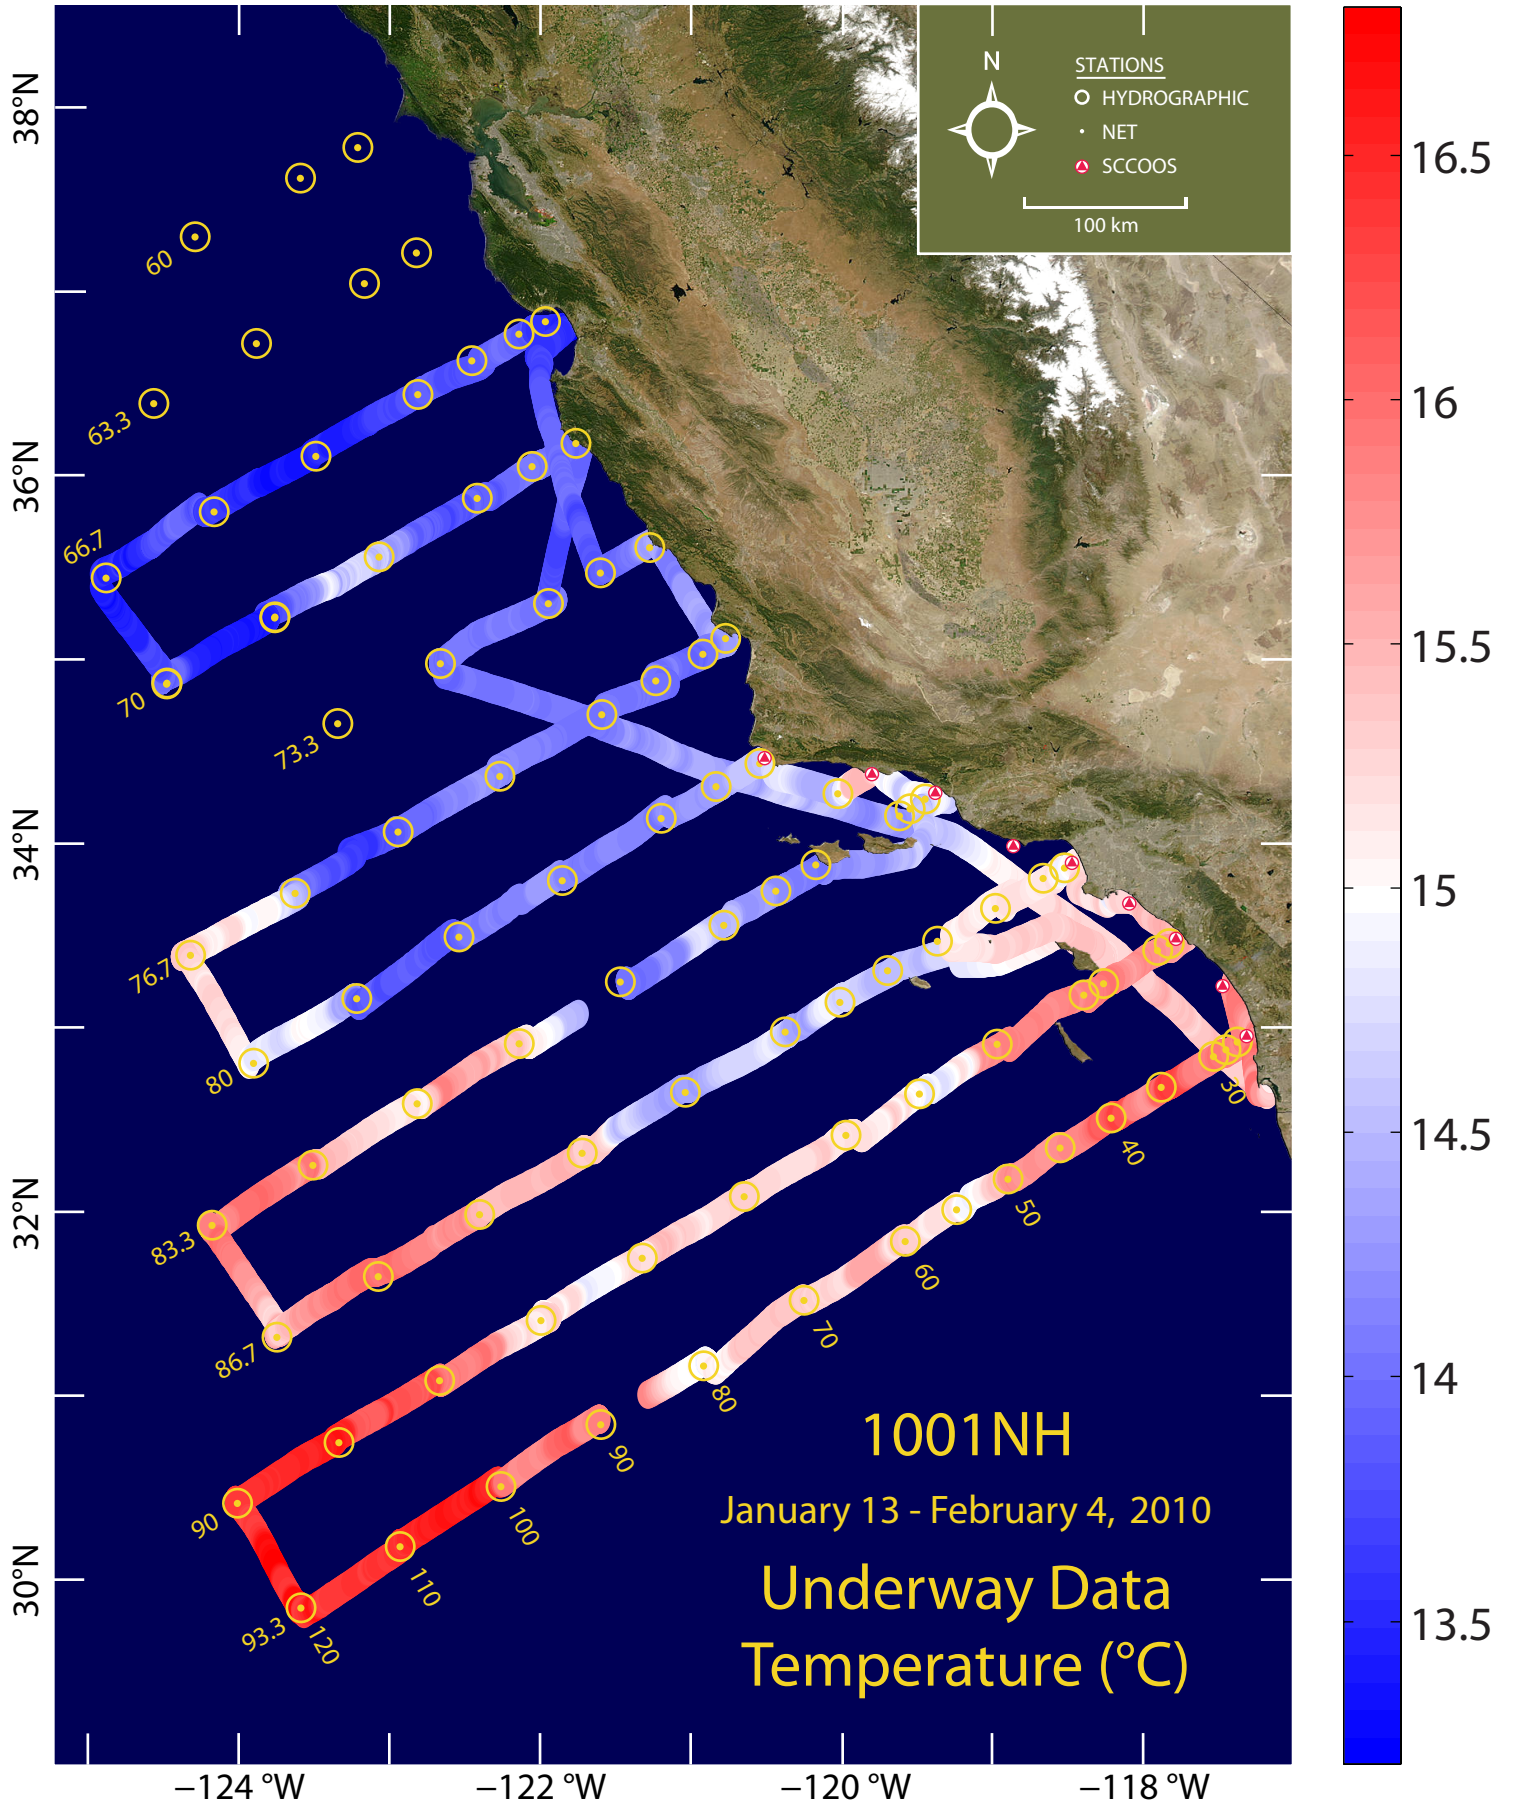 N
STATIONS
HYDROGRAPHIC
NET
SCCOOS
100 km
38°N
36°N
34°N
32°N
30°N
60
63.3
66.7
70
73.3
76.7
80
83.3
86.7
90
93.3
30
40
50
60
70
80
90
100
110
120
1001NH
January 13 - February 4, 2010
Underway Data
Temperature (°C)
−124 °W
−122 °W
−120 °W
−118 °W
16.5
16
15.5
15
14.5
14
13.5